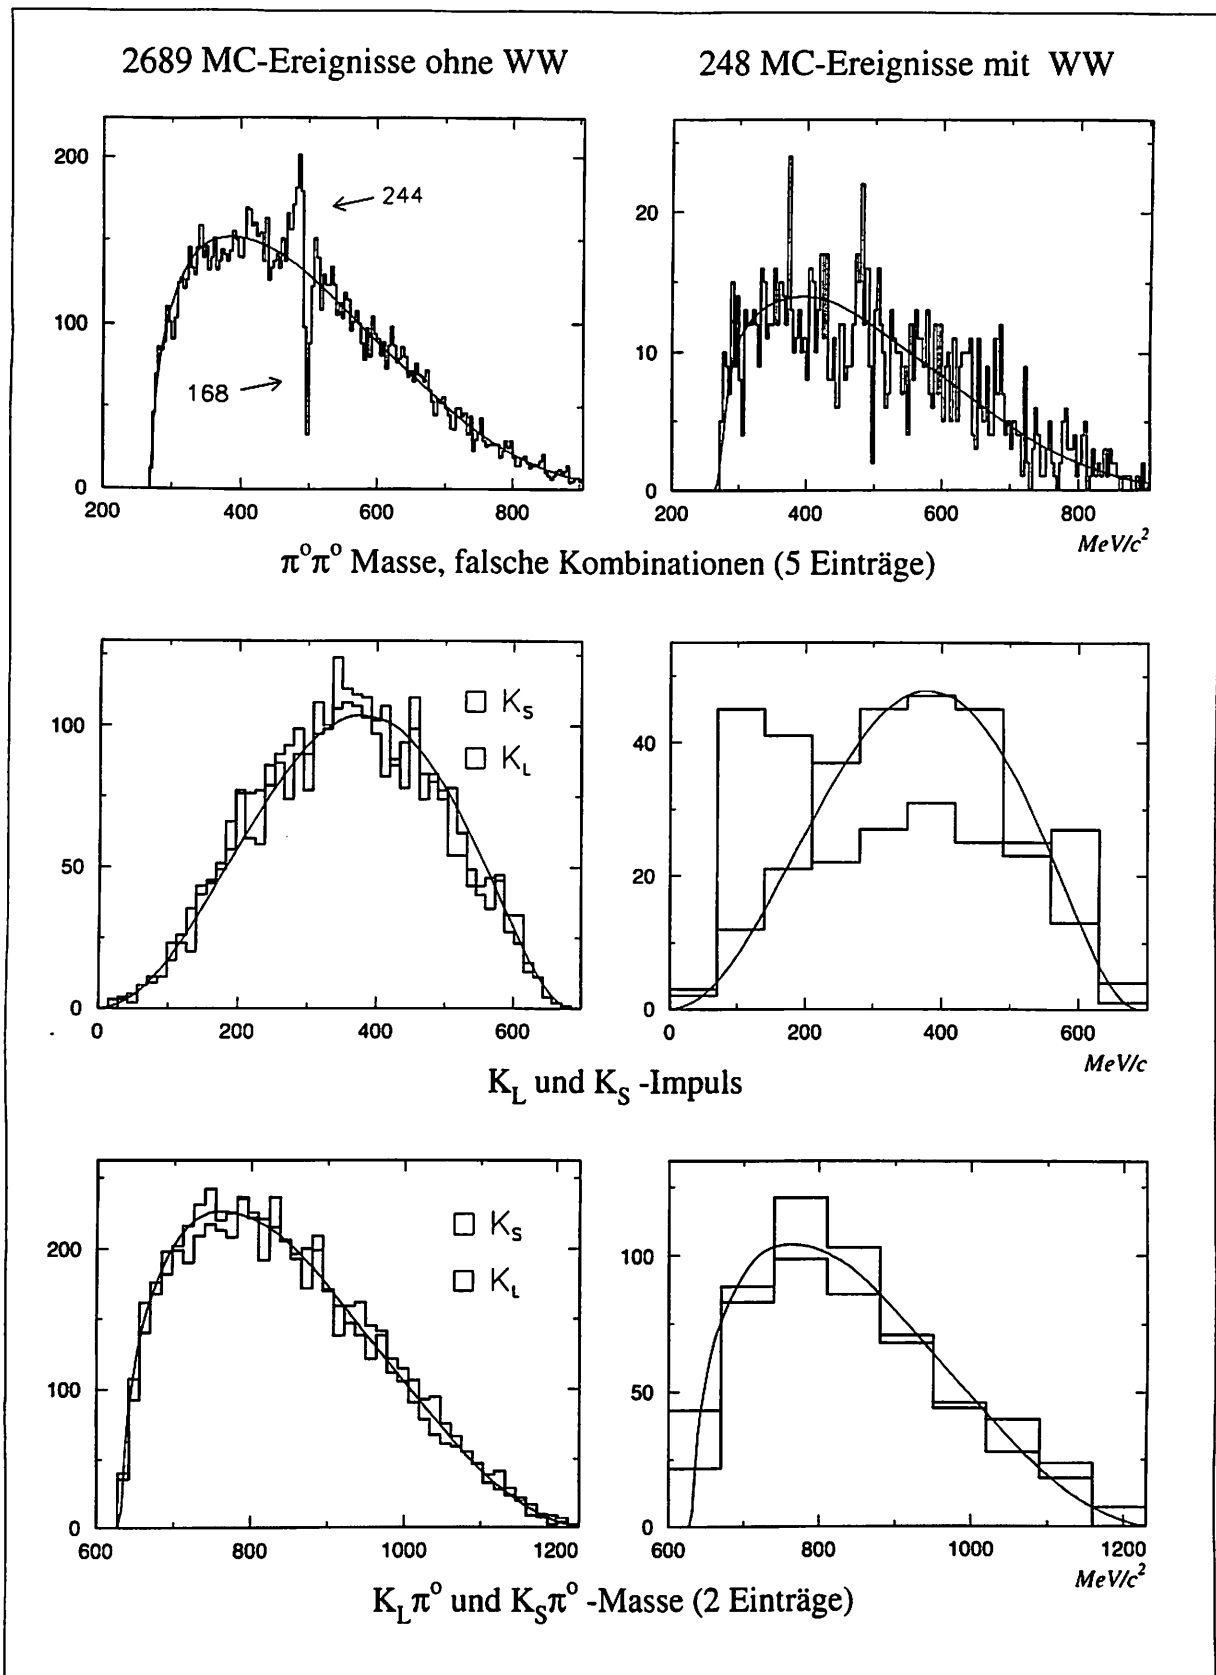 2689 MC-Ereignisse ohne WW
248 MC-Ereignisse mit WW
200
100
0
244
168
200 400 600 800
20
10
0
200 400 600 800
MeV/c²
π°π° Masse, falsche Kombinationen (5 Einträge)
100
50
0
K_S
K_L
0 200 400 600
40
20
0
0 200 400 600
MeV/c
K_L und K_S -Impuls
200
100
0
K_S
K_L
600 800 1000 1200
100
50
0
600 800 1000 1200
MeV/c²
K_Lπ° und K_Sπ° -Masse (2 Einträge)